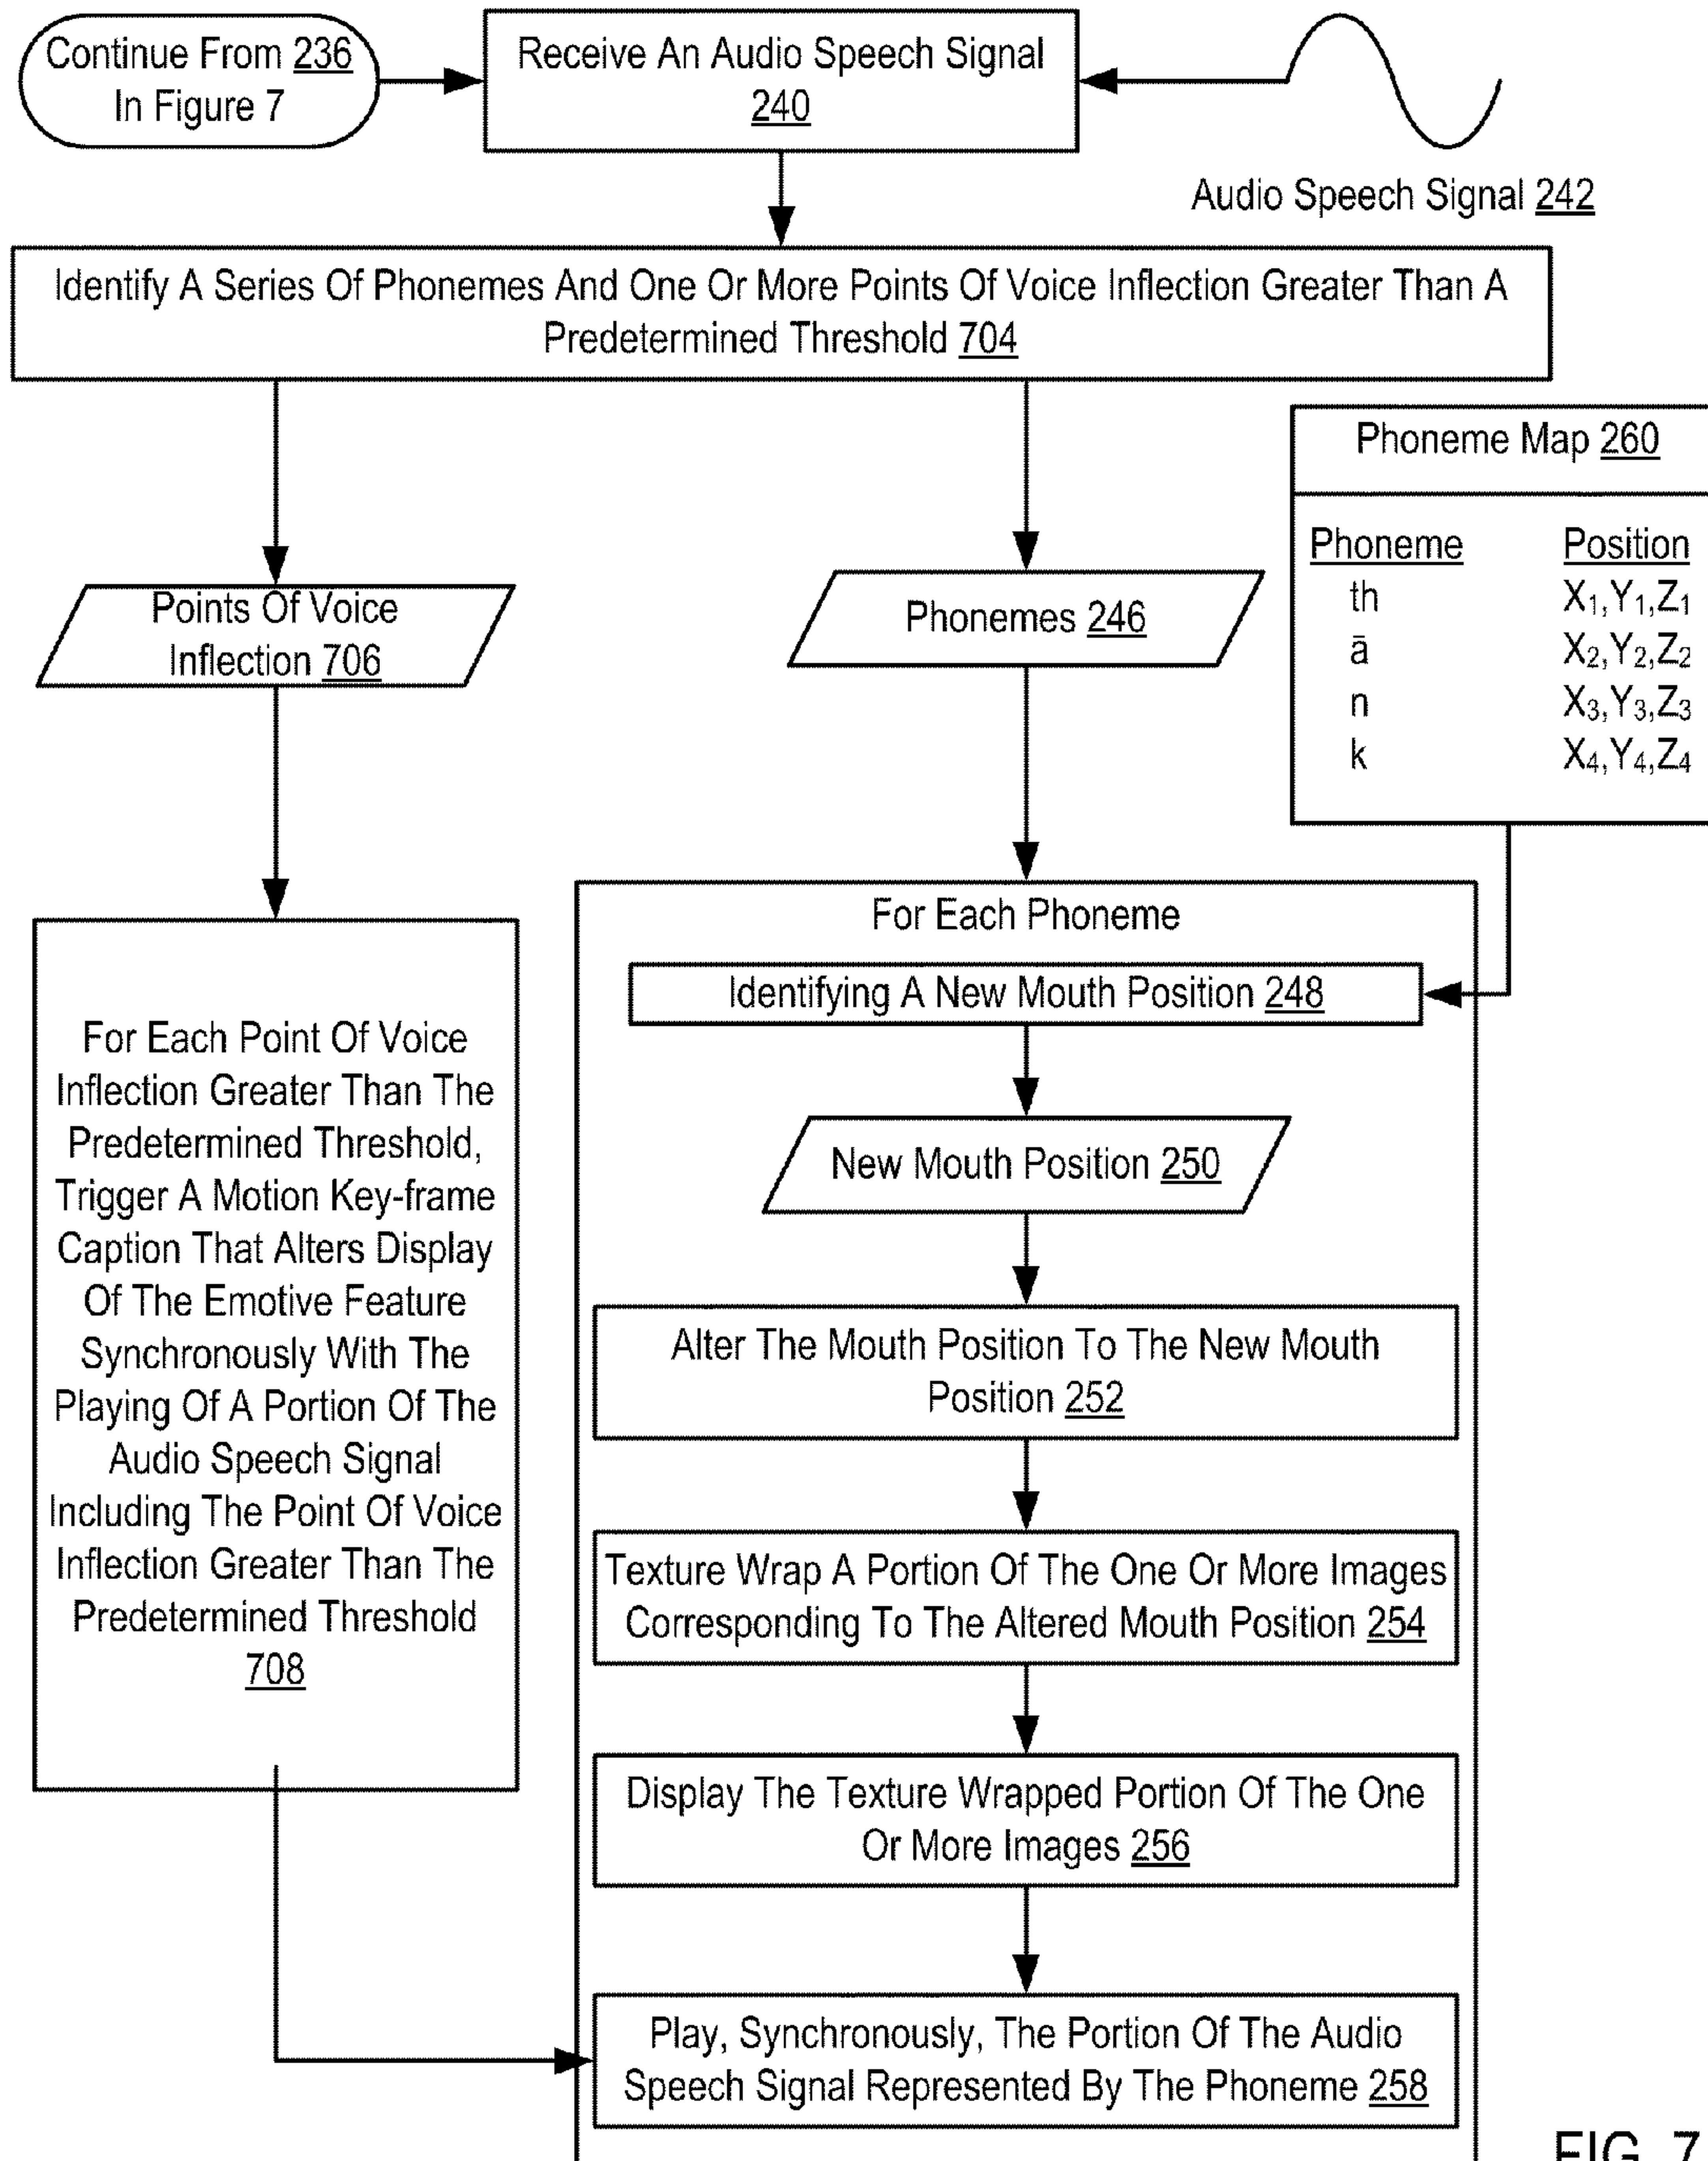 Continue From 236
In Figure 7
Receive An Audio Speech Signal
240
Audio Speech Signal 242
Identify A Series Of Phonemes And One Or More Points Of Voice Inflection Greater Than A
Predetermined Threshold 704
Phoneme Map 260
Phoneme Position
th X₁,Y₁,Z₁
ā X₂,Y₂,Z₂
n X₃,Y₃,Z₃
k X₄,Y₄,Z₄
Points Of Voice
Inflection 706
Phonemes 246
For Each Point Of Voice
Inflection Greater Than The
Predetermined Threshold,
Trigger A Motion Key-frame
Caption That Alters Display
Of The Emotive Feature
Synchronously With The
Playing Of A Portion Of The
Audio Speech Signal
Including The Point Of Voice
Inflection Greater Than The
Predetermined Threshold
708
For Each Phoneme
Identifying A New Mouth Position 248
New Mouth Position 250
Alter The Mouth Position To The New Mouth
Position 252
Texture Wrap A Portion Of The One Or More Images
Corresponding To The Altered Mouth Position 254
Display The Texture Wrapped Portion Of The One
Or More Images 256
Play, Synchronously, The Portion Of The Audio
Speech Signal Represented By The Phoneme 258
FIG. 7